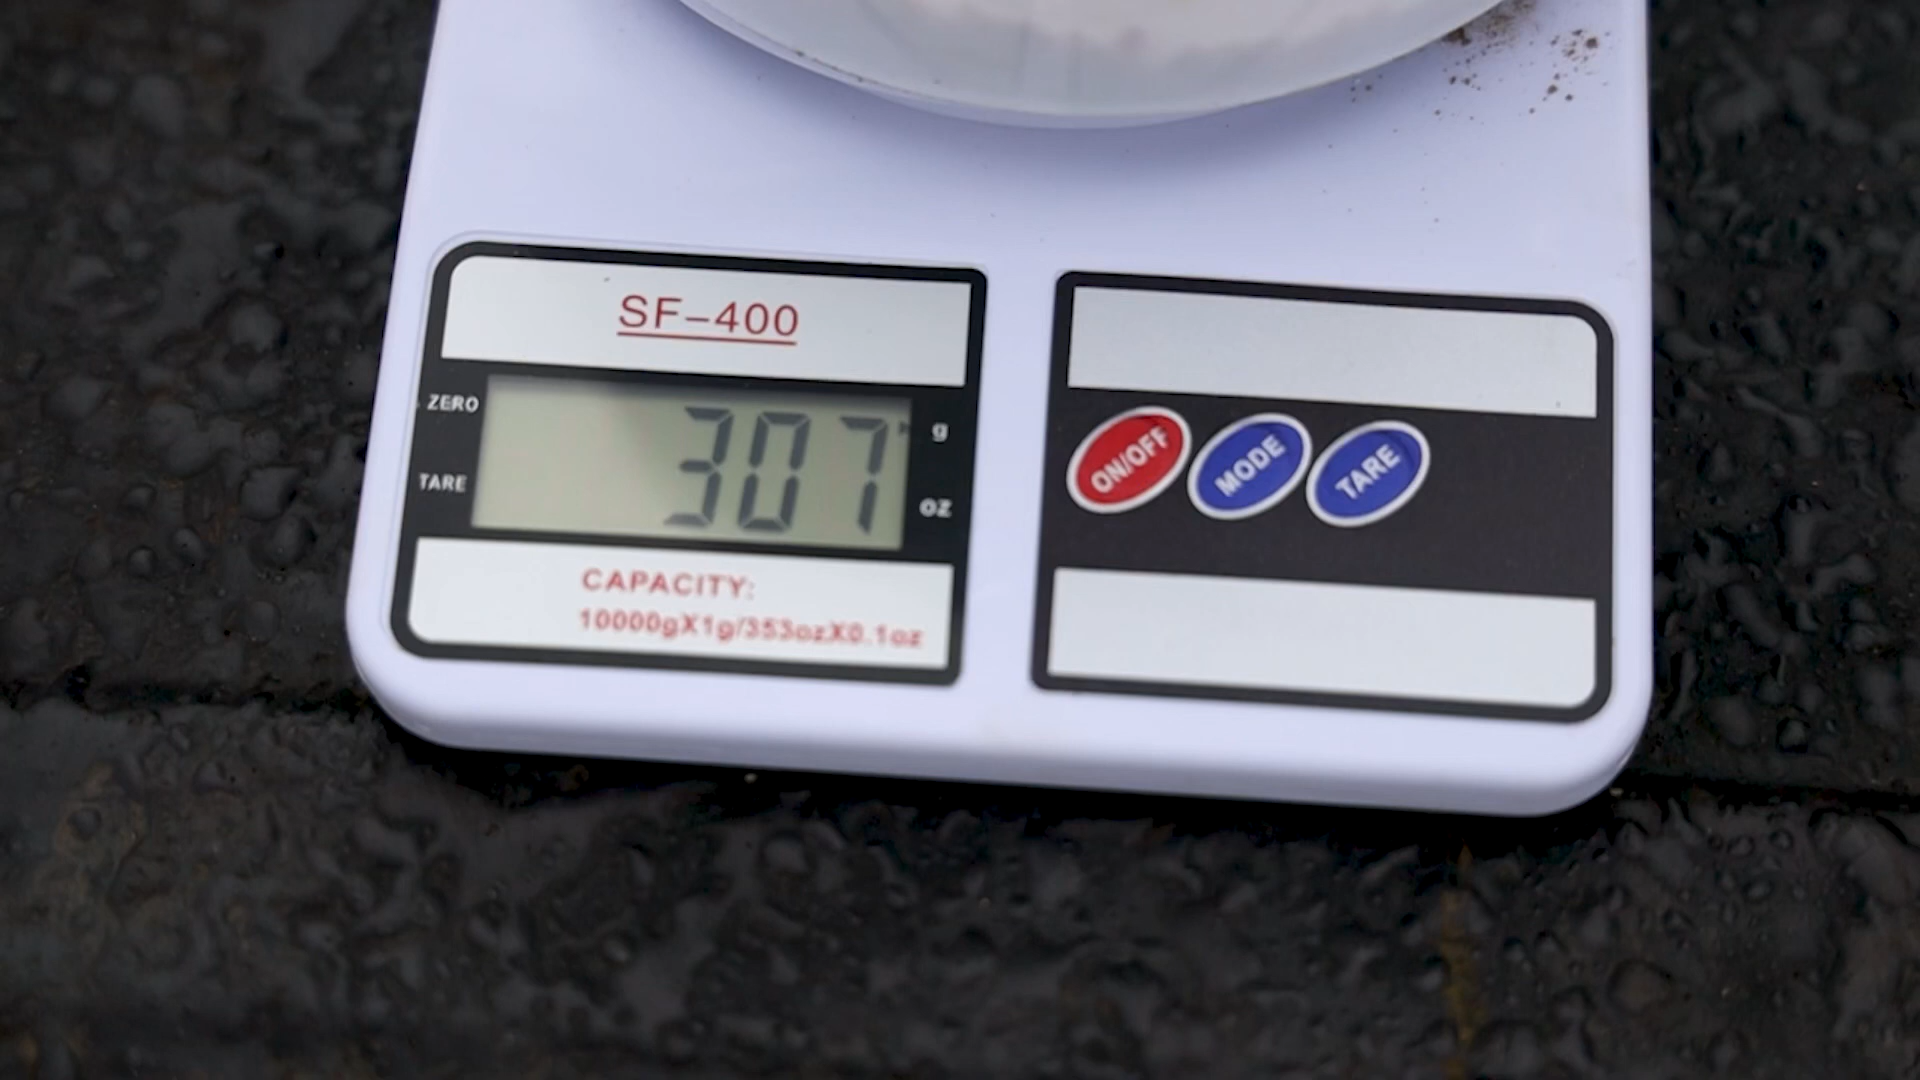 SF-400
ZERO
307
g
TARE
oz
CAPACITY:
10000gX1g/353ozX0.1oz
ON/OFF
MODE
TARE